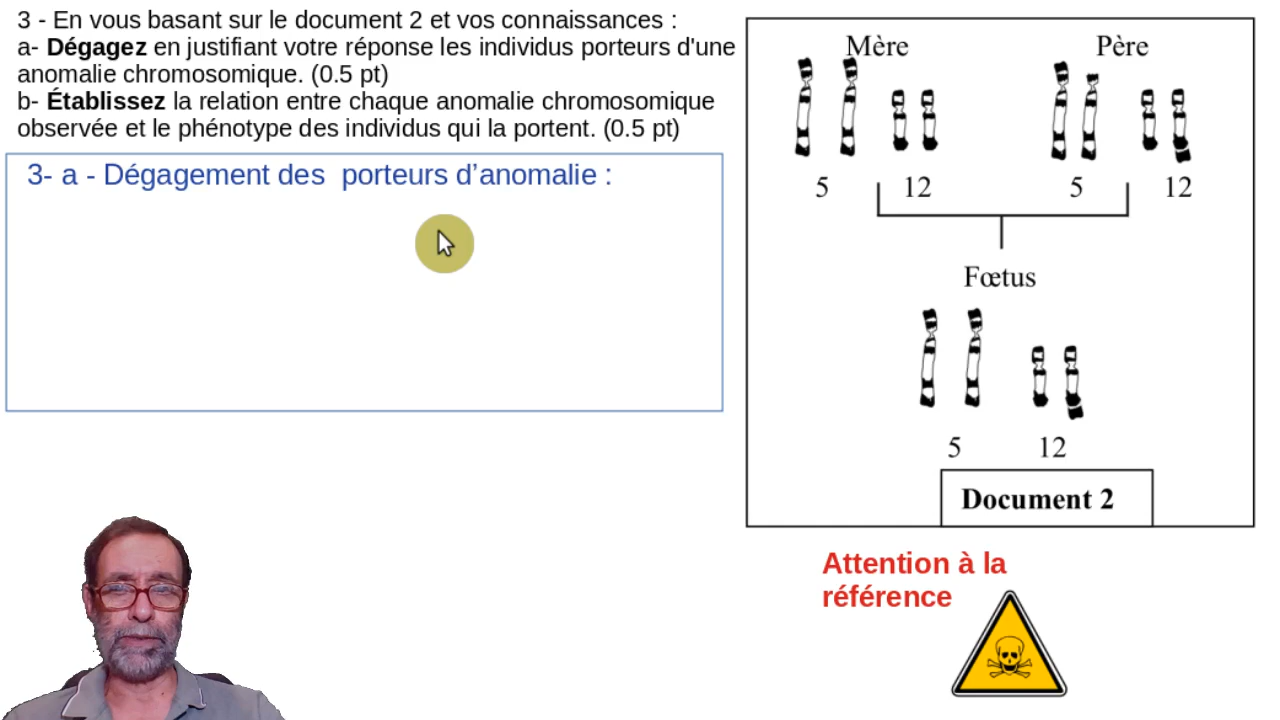 3 - En vous basant sur le document 2 et vos connaissances :
a- Dégagez en justifiant votre réponse les individus porteurs d'une
anomalie chromosomique. (0.5 pt)
b- Établissez la relation entre chaque anomalie chromosomique
observée et le phénotype des individus qui la portent. (0.5 pt)
3- a - Dégagement des porteurs d’anomalie :
Mère
Père
5
12
5
12
Fœtus
5
12
Document 2
Attention à la
référence